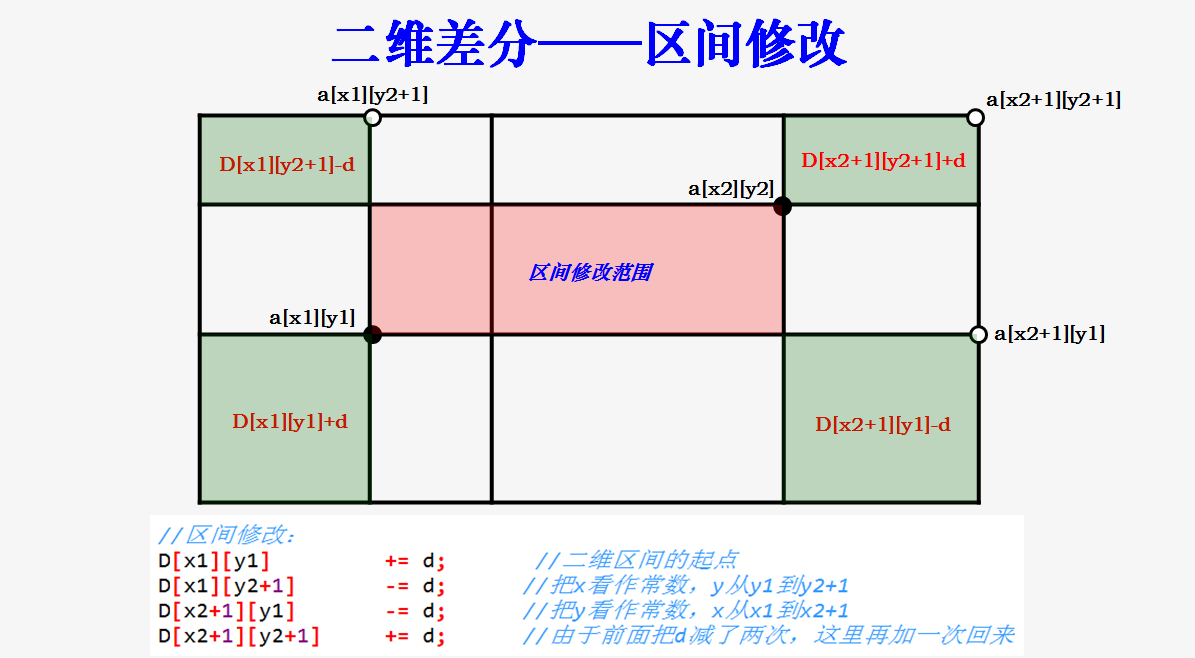 二维差分——区间修改
a[x1][y2+1]
a[x2+1][y2+1]
D[x1][y2+1]-d
D[x2+1][y2+1]+d
a[x2][y2]
区间修改范围
a[x1][y1]
a[x2+1][y1]
D[x1][y1]+d
D[x2+1][y1]-d
//区间修改：
D[x1][y1] += d; //二维区间的起点
D[x1][y2+1] -= d; //把x看作常数，y从y1到y2+1
D[x2+1][y1] -= d; //把y看作常数，x从x1到x2+1
D[x2+1][y2+1] += d; //由于前面把d减了两次，这里再加一次回来